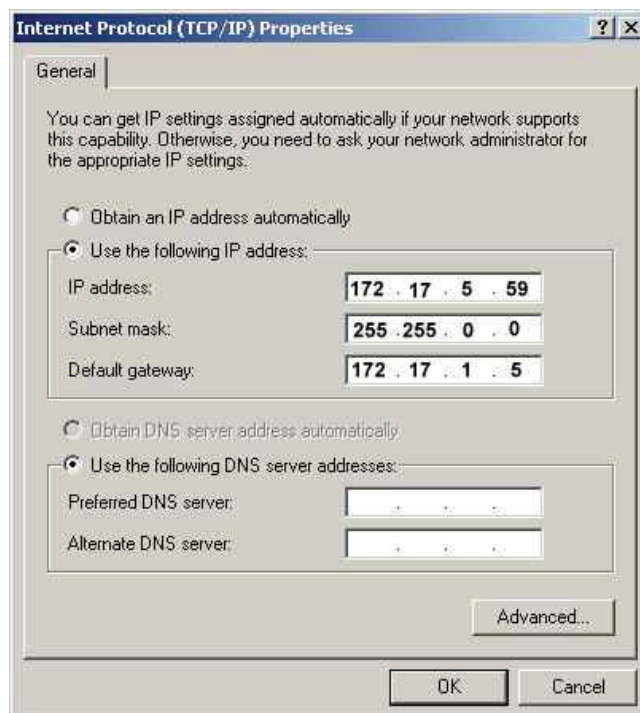 Internet Protocol (TCP/IP) Properties
General
You can get IP settings assigned automatically if your network supports
this capability. Otherwise, you need to ask your network administrator for
the appropriate IP settings.
Obtain an IP address automatically
Use the following IP address:
IP address: 172 . 17 . 5 . 59
Subnet mask: 255 . 255 . 0 . 0
Default gateway: 172 . 17 . 1 . 5
Obtain DNS server address automatically
Use the following DNS server addresses:
Preferred DNS server: . . .
Alternate DNS server: . . .
Advanced...
OK Cancel